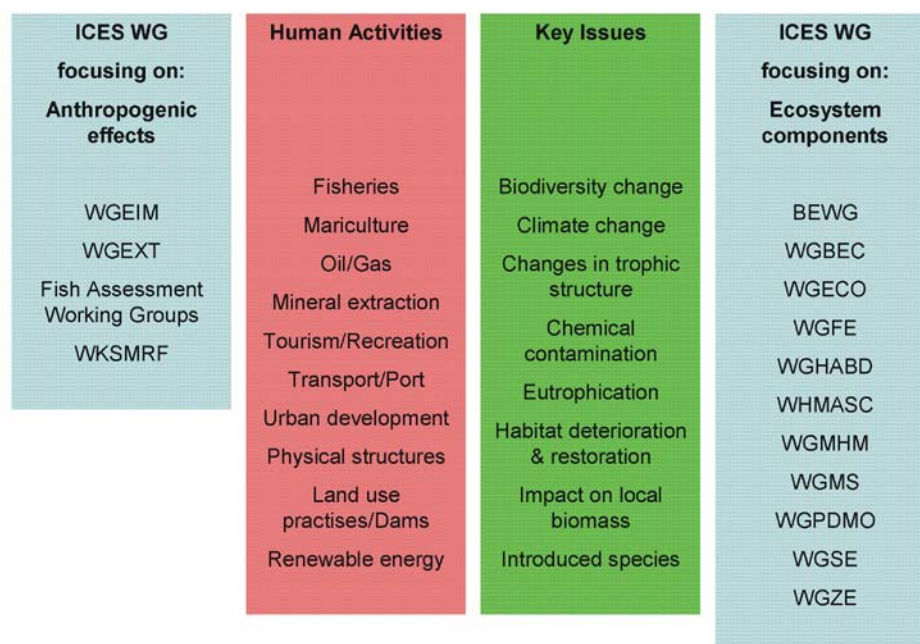 ICES WG
focusing on:
Anthropogenic
effects
WGEIM
WGEXT
Fish Assessment
Working Groups
WKSMRF
Human Activities
Fisheries
Mariculture
Oil/Gas
Mineral extraction
Tourism/Recreation
Transport/Port
Urban development
Physical structures
Land use
practises/Dams
Renewable energy
Key Issues
Biodiversity change
Climate change
Changes in trophic
structure
Chemical
contamination
Eutrophication
Habitat deterioration
& restoration
Impact on local
biomass
Introduced species
ICES WG
focusing on:
Ecosystem
components
BEWG
WGBEC
WGECO
WGFE
WGHABD
WHMASC
WGMHM
WGMS
WGPDMO
WGSE
WGZE